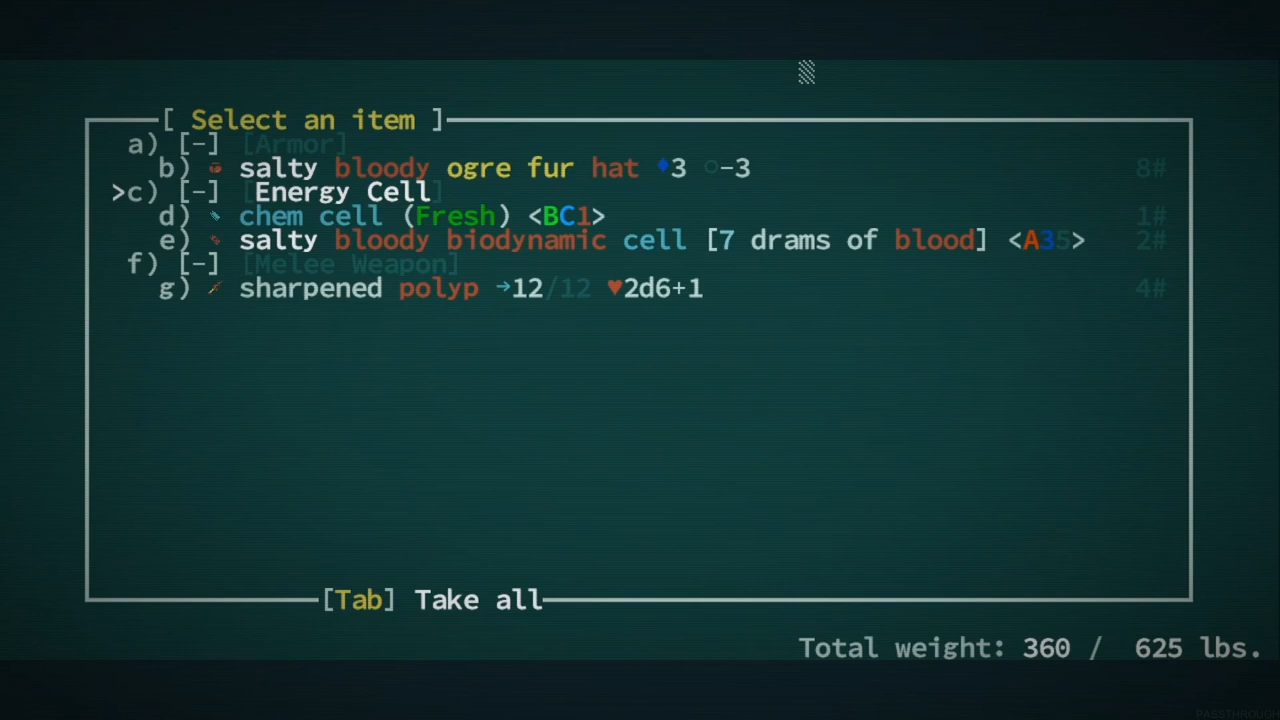 [ Select an item ]
a) [-] [Armor]
b) salty bloody ogre fur hat ♦3 ○-3 8#
>c) [-] [Energy Cell]
d) chem cell (Fresh) <BC1> 1#
e) salty bloody biodynamic cell [7 drams of blood] <A35> 2#
f) [-] [Melee Weapon]
g) sharpened polyp →12/12 ♥2d6+1 4#
[Tab] Take all
Total weight: 360 / 625 lbs.